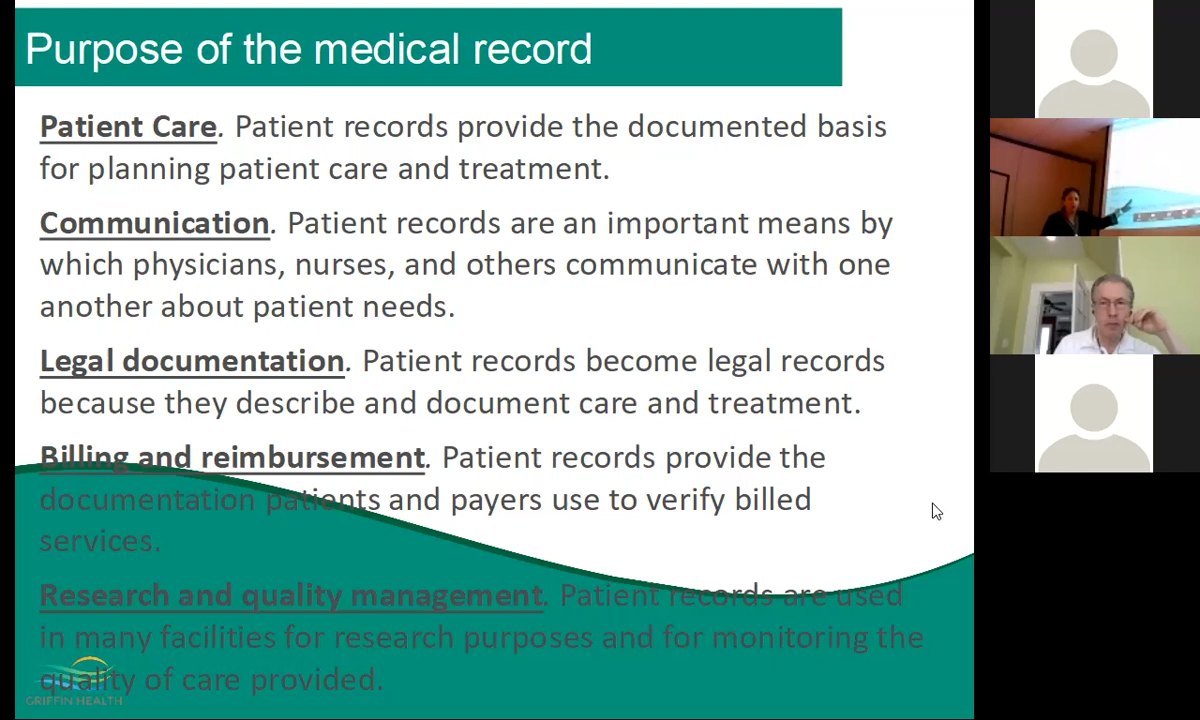 Purpose of the medical record
Patient Care. Patient records provide the documented basis
for planning patient care and treatment.
Communication. Patient records are an important means by
which physicians, nurses, and others communicate with one
another about patient needs.
Legal documentation. Patient records become legal records
because they describe and document care and treatment.
Billing and reimbursement. Patient records provide the
documentation patients and payers use to verify billed
services.
Research and quality management. Patient records are used
in many facilities for research purposes and for monitoring the
quality of care provided.
GRIFFIN HEALTH